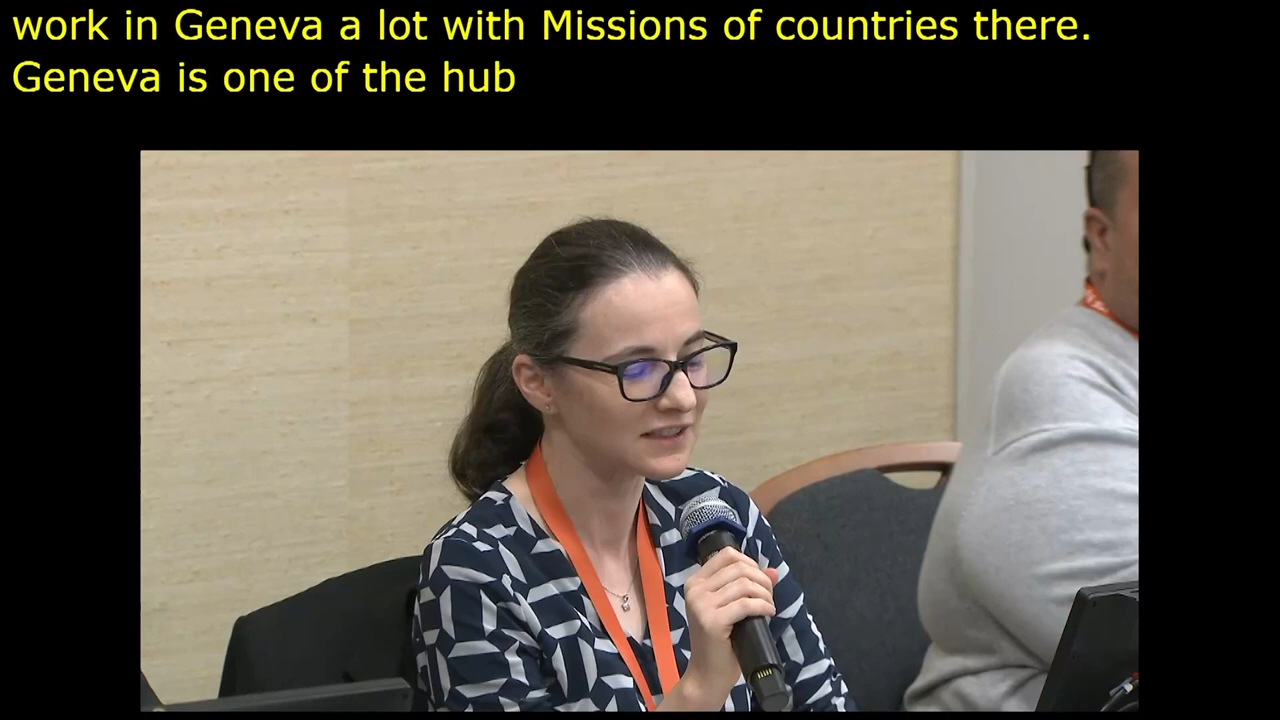 work in Geneva a lot with Missions of countries there.
Geneva is one of the hub